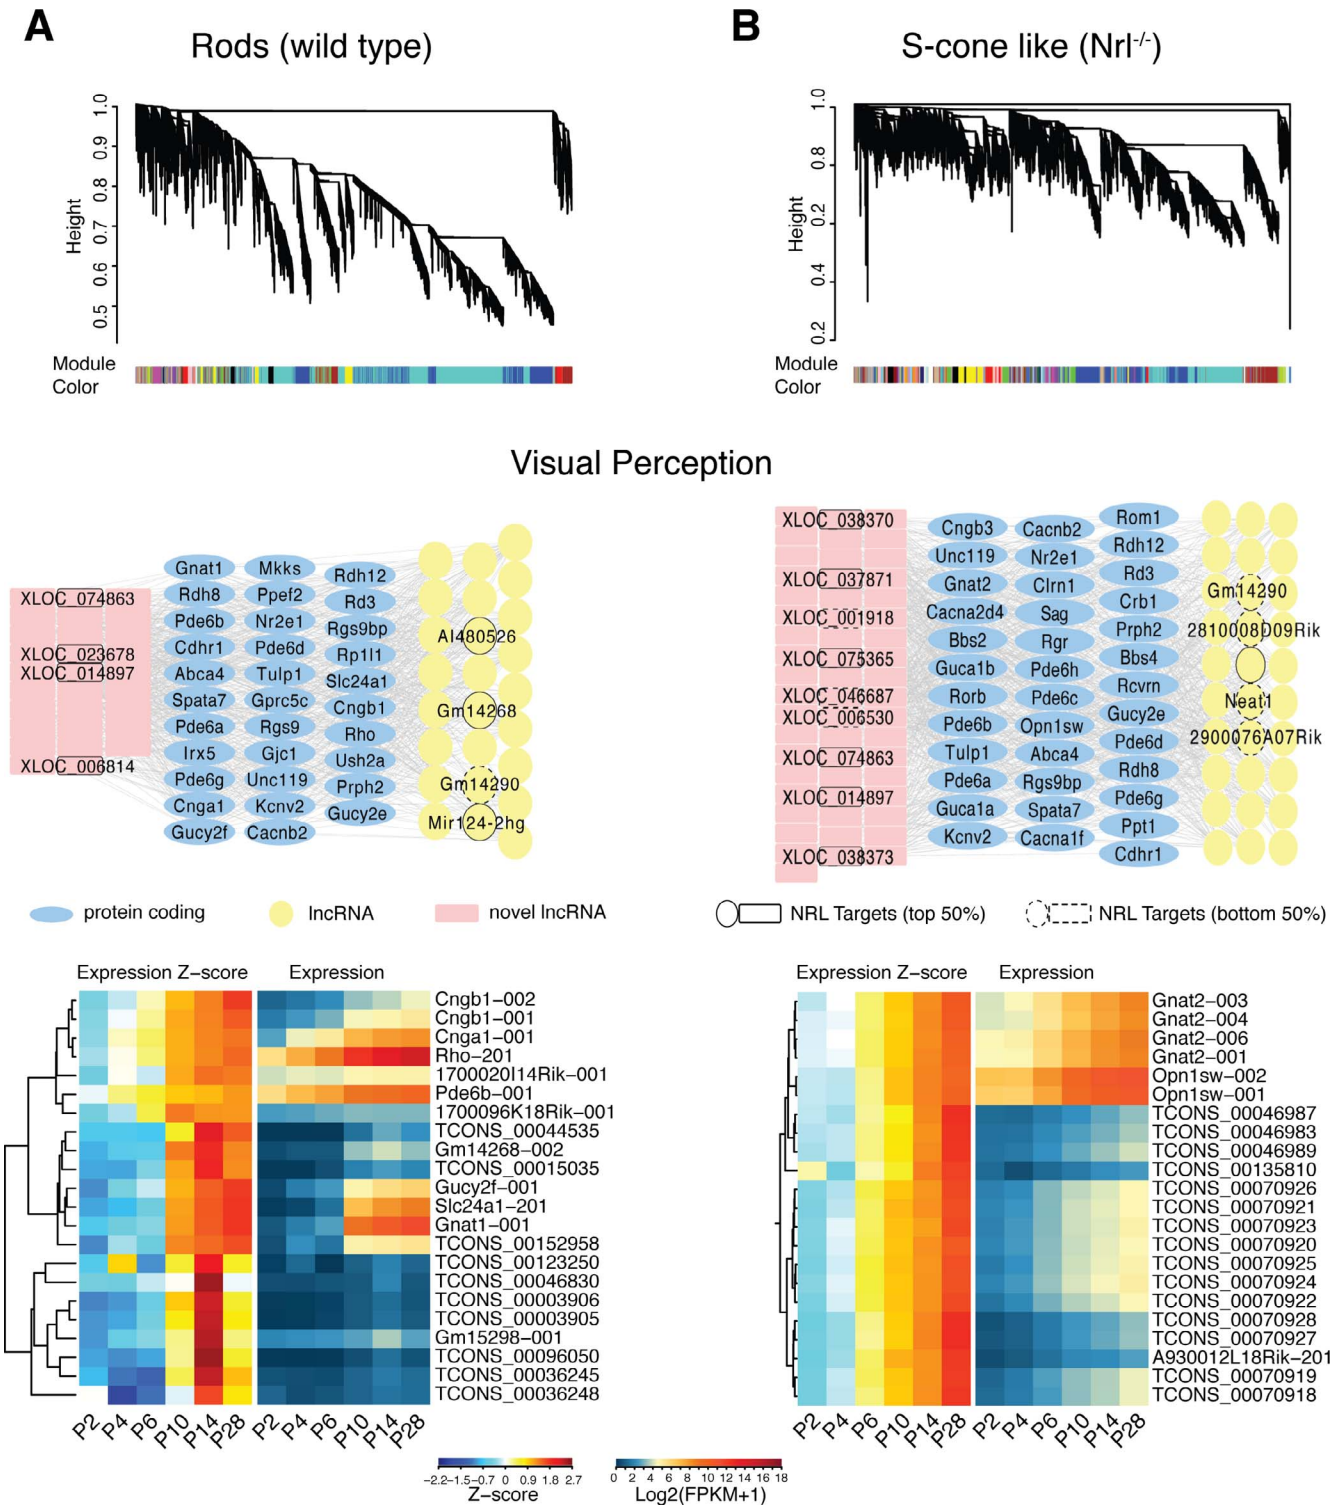 A
Rods (wild type)
B
S-cone like (Nrl-/-)
Height
1.0
0.9
0.8
0.7
0.6
0.5
Module
Color
Height
1.0
0.8
0.2
0.4
0.2
Module
Color
Visual Perception
XLOC_074863
XLOC_023678
XLOC_014897
XLOC_006814
Gnat1
Rdh8
Pde6b
Cdhr1
Abca4
Spata7
Pde6a
Irx5
Pde6g
Cnga1
Gucy2f
Mkks
Ppef2
Nr2e1
Pde6d
Tulp1
Gprc5c
Rgs9
Gjc1
Unc119
Kcnv2
Cacnb2
Rdh12
Rd3
Rgs9bp
Rp1l1
Slc24a1
Cngb1
Rho
Ush2a
Prph2
Gucy2e
AI480526
Gm14268
Gm14290
Mir124-2hg
XLOC_038370
XLOC_037871
XLOC_001918
XLOC_075365
XLOC_046687
XLOC_006530
XLOC_074863
XLOC_014897
XLOC_038373
Cngb3
Unc119
Gnat2
Cacna2d4
Bbs2
Guca1b
Rorb
Pde6b
Tulp1
Pde6a
Guca1a
Kcnv2
Cacnb2
Nr2e1
Clrn1
Sag
Rgr
Pde6h
Pde6c
Opn1sw
Abca4
Rgs9bp
Spata7
Cacna1f
Rom1
Rdh12
Rd3
Crb1
Prph2
Bbs4
Rcvrn
Gucy2e
Pde6d
Rdh8
Pde6g
Ppt1
Cdhr1
Gm14290
2810008D09Rik
Neat1
2900076A07Rik
protein coding
lncRNA
novel lncRNA
NRL Targets (top 50%)
NRL Targets (bottom 50%)
Expression Z-score
Expression
Cngb1-002
Cngb1-001
Cnga1-001
Rho-201
1700020I14Rik-001
Pde6b-001
1700096K18Rik-001
TCONS_00044535
Gm14268-002
TCONS_00015035
Gucy2f-001
Slc24a1-201
Gnat1-001
TCONS_00152958
TCONS_00123250
TCONS_00046830
TCONS_00003906
TCONS_00003905
Gm15298-001
TCONS_00096050
TCONS_00036245
TCONS_00036248
P2 P4 P6 P10 P14 P28
P2 P4 P6 P10 P14 P28
Expression Z-score
Expression
Gnat2-003
Gnat2-004
Gnat2-006
Gnat2-001
Opn1sw-002
Opn1sw-001
TCONS_00046987
TCONS_00046983
TCONS_00046989
TCONS_00135810
TCONS_00070926
TCONS_00070921
TCONS_00070923
TCONS_00070920
TCONS_00070925
TCONS_00070924
TCONS_00070922
TCONS_00070928
TCONS_00070927
A930012L18Rik-201
TCONS_00070919
TCONS_00070918
P2 P4 P6 P10 P14 P28
P2 P4 P6 P10 P14 P28
-2.2 -1.5 -0.7 0 0.9 1.8 2.7
Z-score
0 2 4 6 8 10 12 14 16 18
Log2(FPKM+1)